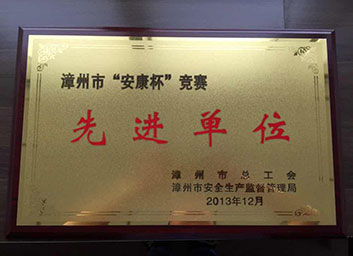 漳州市“安康杯”竞赛
先进单位
漳州市总工会
漳州市安全生产监督管理局
2013年12月